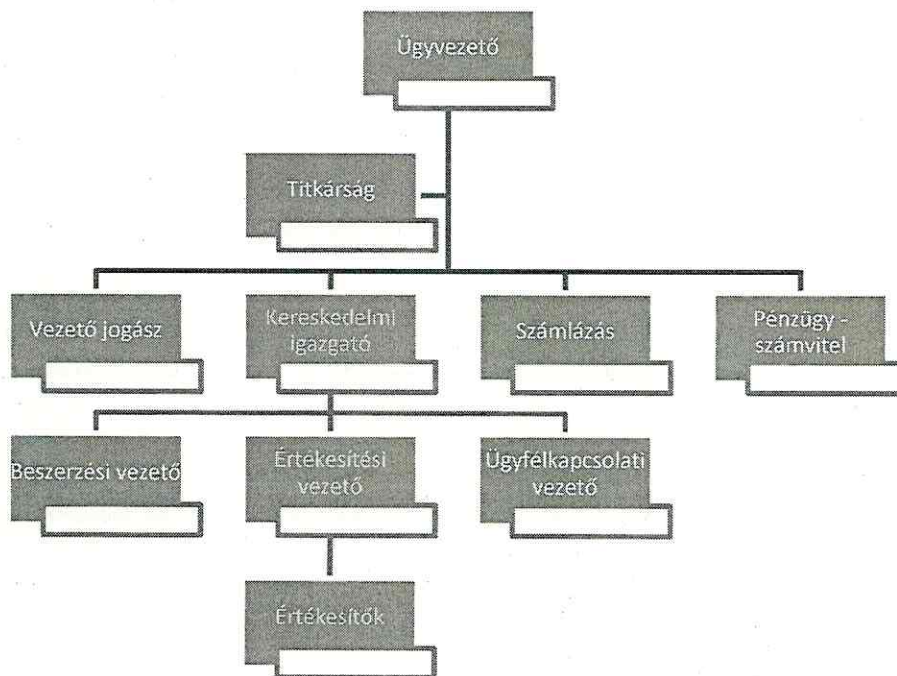 Ügyvezető
Titkárság
Vezető jogász
Kereskedelmi
igazgató
Számlázás
Pénzügy -
számvitel
Beszerzési vezető
Értékesítési
vezető
Ügyfélkapcsolati
vezető
Értékesítők